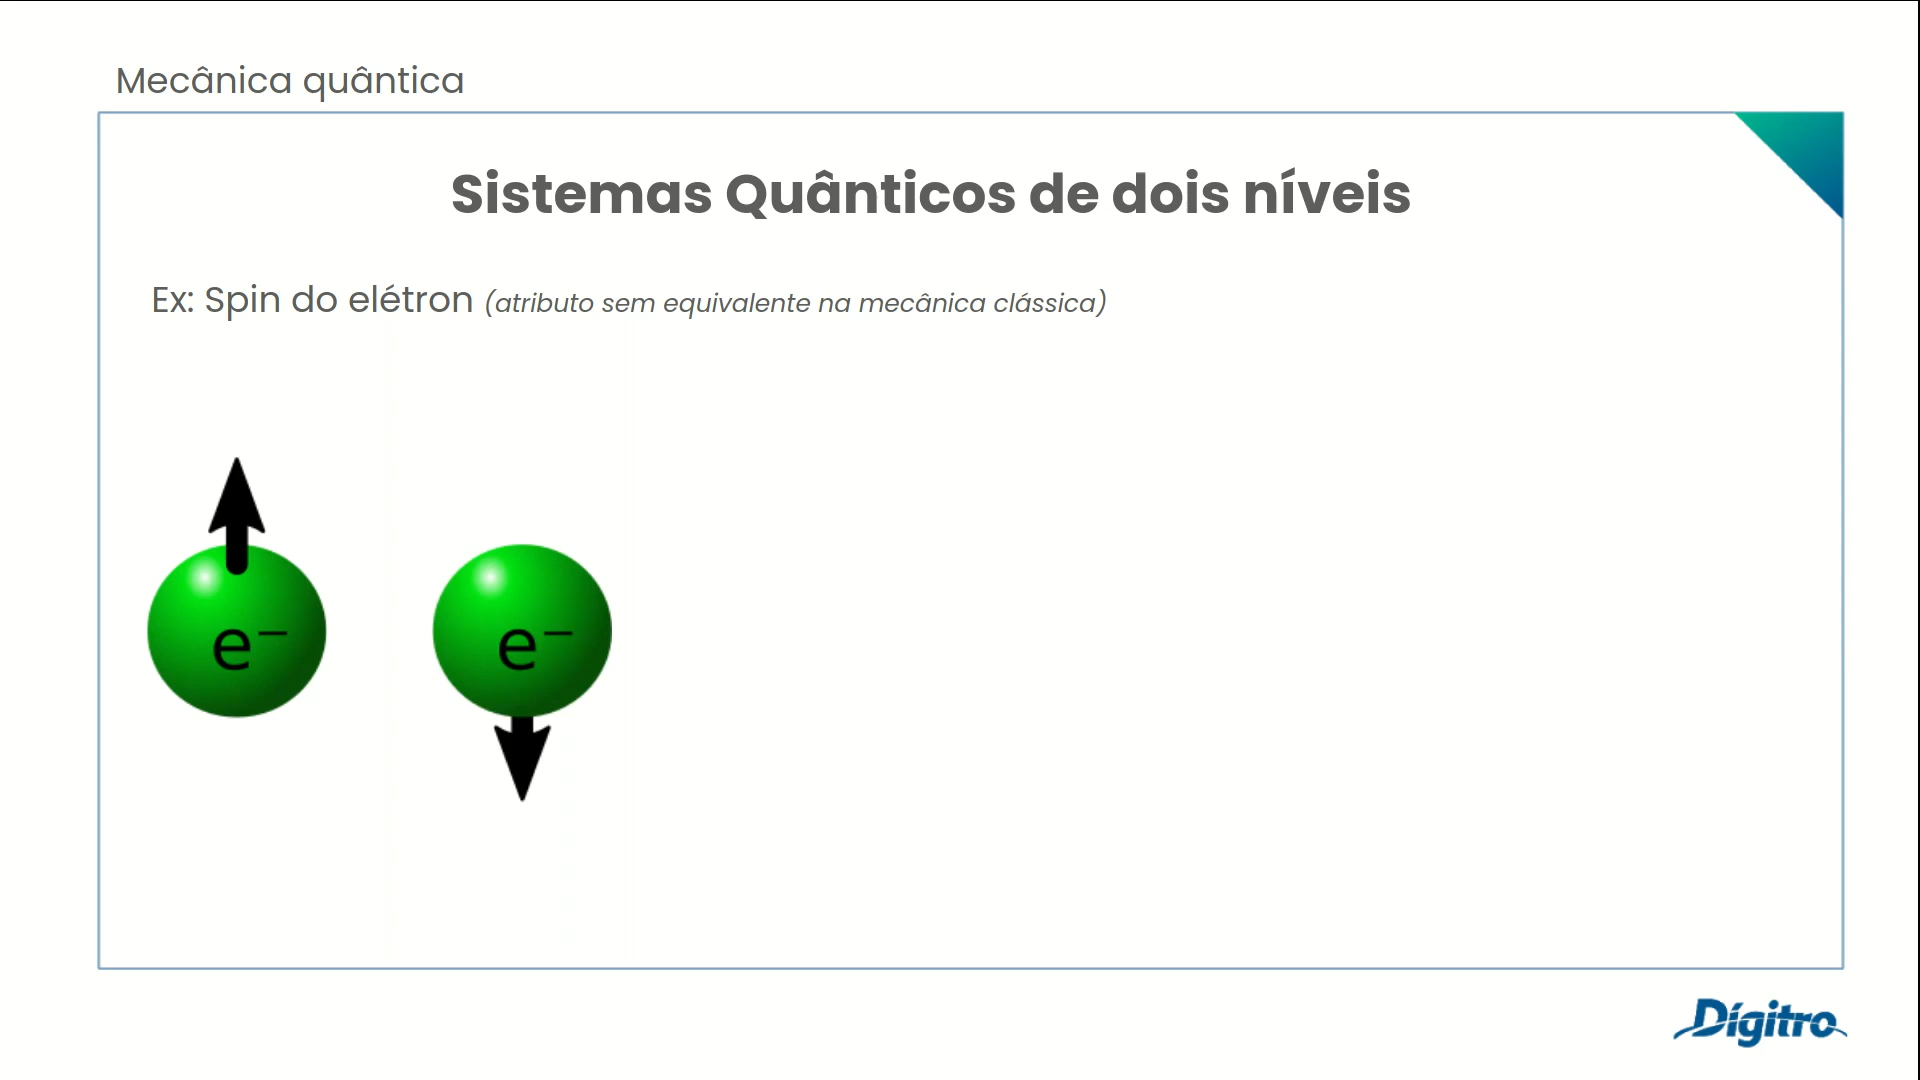 Mecânica quântica
Sistemas Quânticos de dois níveis
Ex: Spin do elétron (atributo sem equivalente na mecânica clássica)
e⁻ e⁻
Dígitro